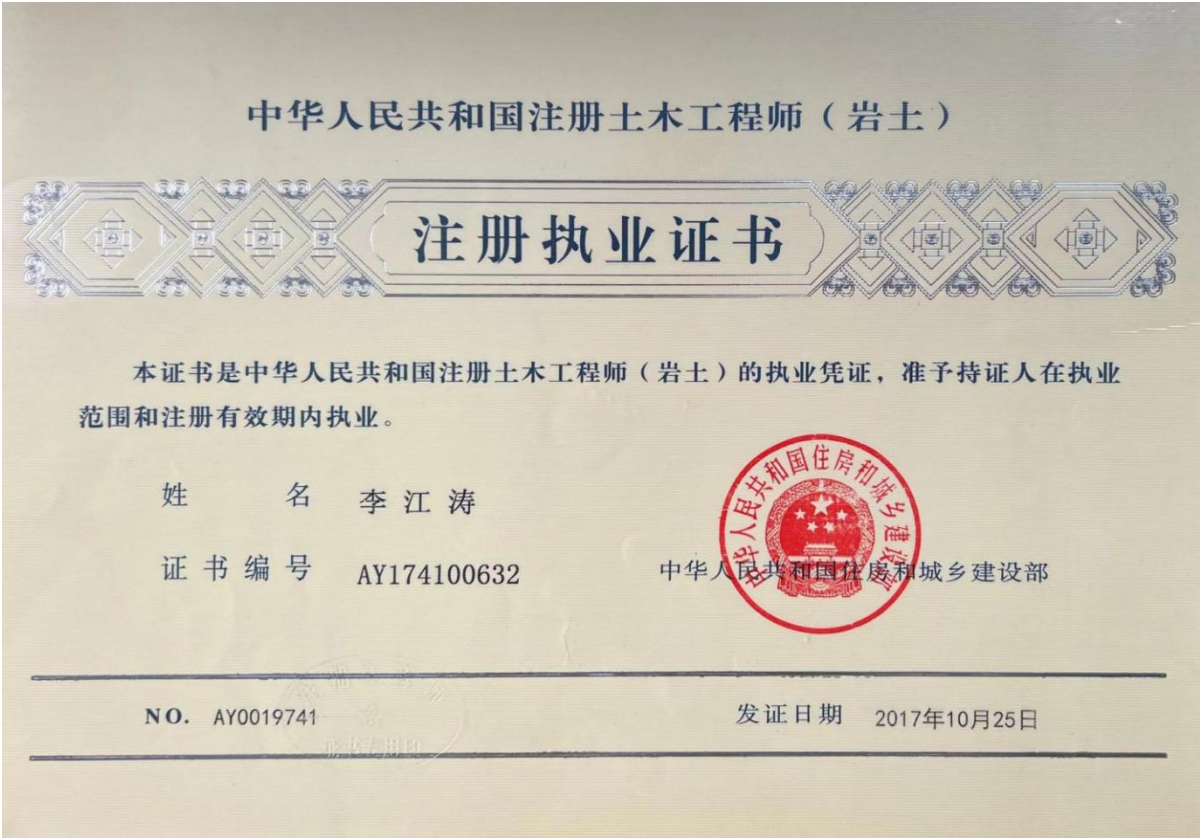 中华人民共和国注册土木工程师（岩土）
注册执业证书
本证书是中华人民共和国注册土木工程师（岩土）的执业凭证，准予持证人在执业
范围和注册有效期内执业。
姓 名 李江涛
证书编号 AY174100632
中华人民共和国住房和城乡建设部
中华人民共和国住房和城乡建设部
NO. AY0019741
发证日期 2017年10月25日
证书专用印